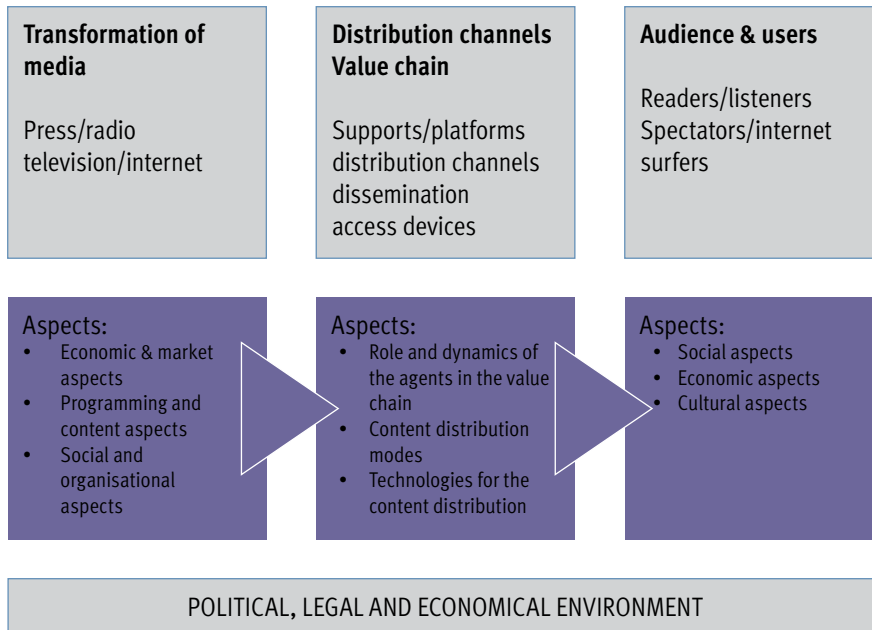 Transformation of
media
Press/radio
television/internet
Distribution channels
Value chain
Supports/platforms
distribution channels
dissemination
access devices
Audience & users
Readers/listeners
Spectators/internet
surfers
Aspects:
• Economic & market
aspects
• Programming and
content aspects
• Social and
organisational
aspects
Aspects:
• Role and dynamics of
the agents in the value
chain
• Content distribution
modes
• Technologies for the
content distribution
Aspects:
• Social aspects
• Economic aspects
• Cultural aspects
POLITICAL, LEGAL AND ECONOMICAL ENVIRONMENT